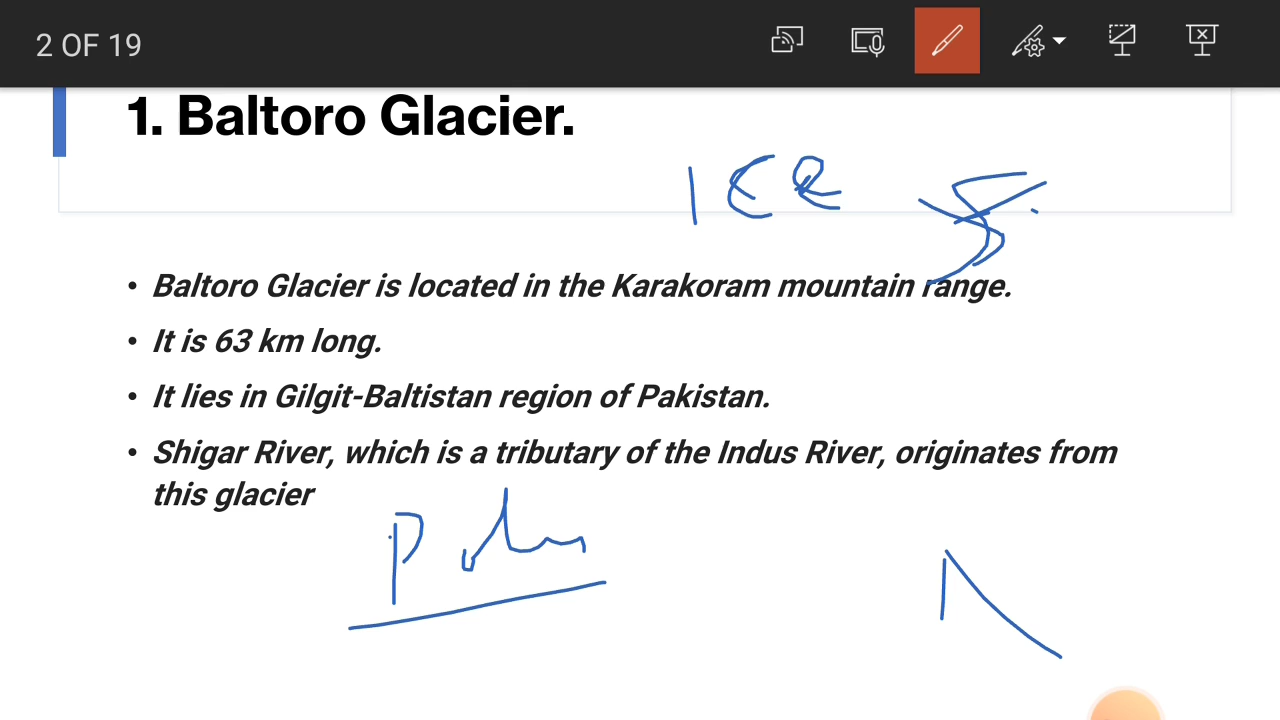 2 OF 19
1. Baltoro Glacier.
• Baltoro Glacier is located in the Karakoram mountain range.
• It is 63 km long.
• It lies in Gilgit-Baltistan region of Pakistan.
• Shigar River, which is a tributary of the Indus River, originates from
this glacier